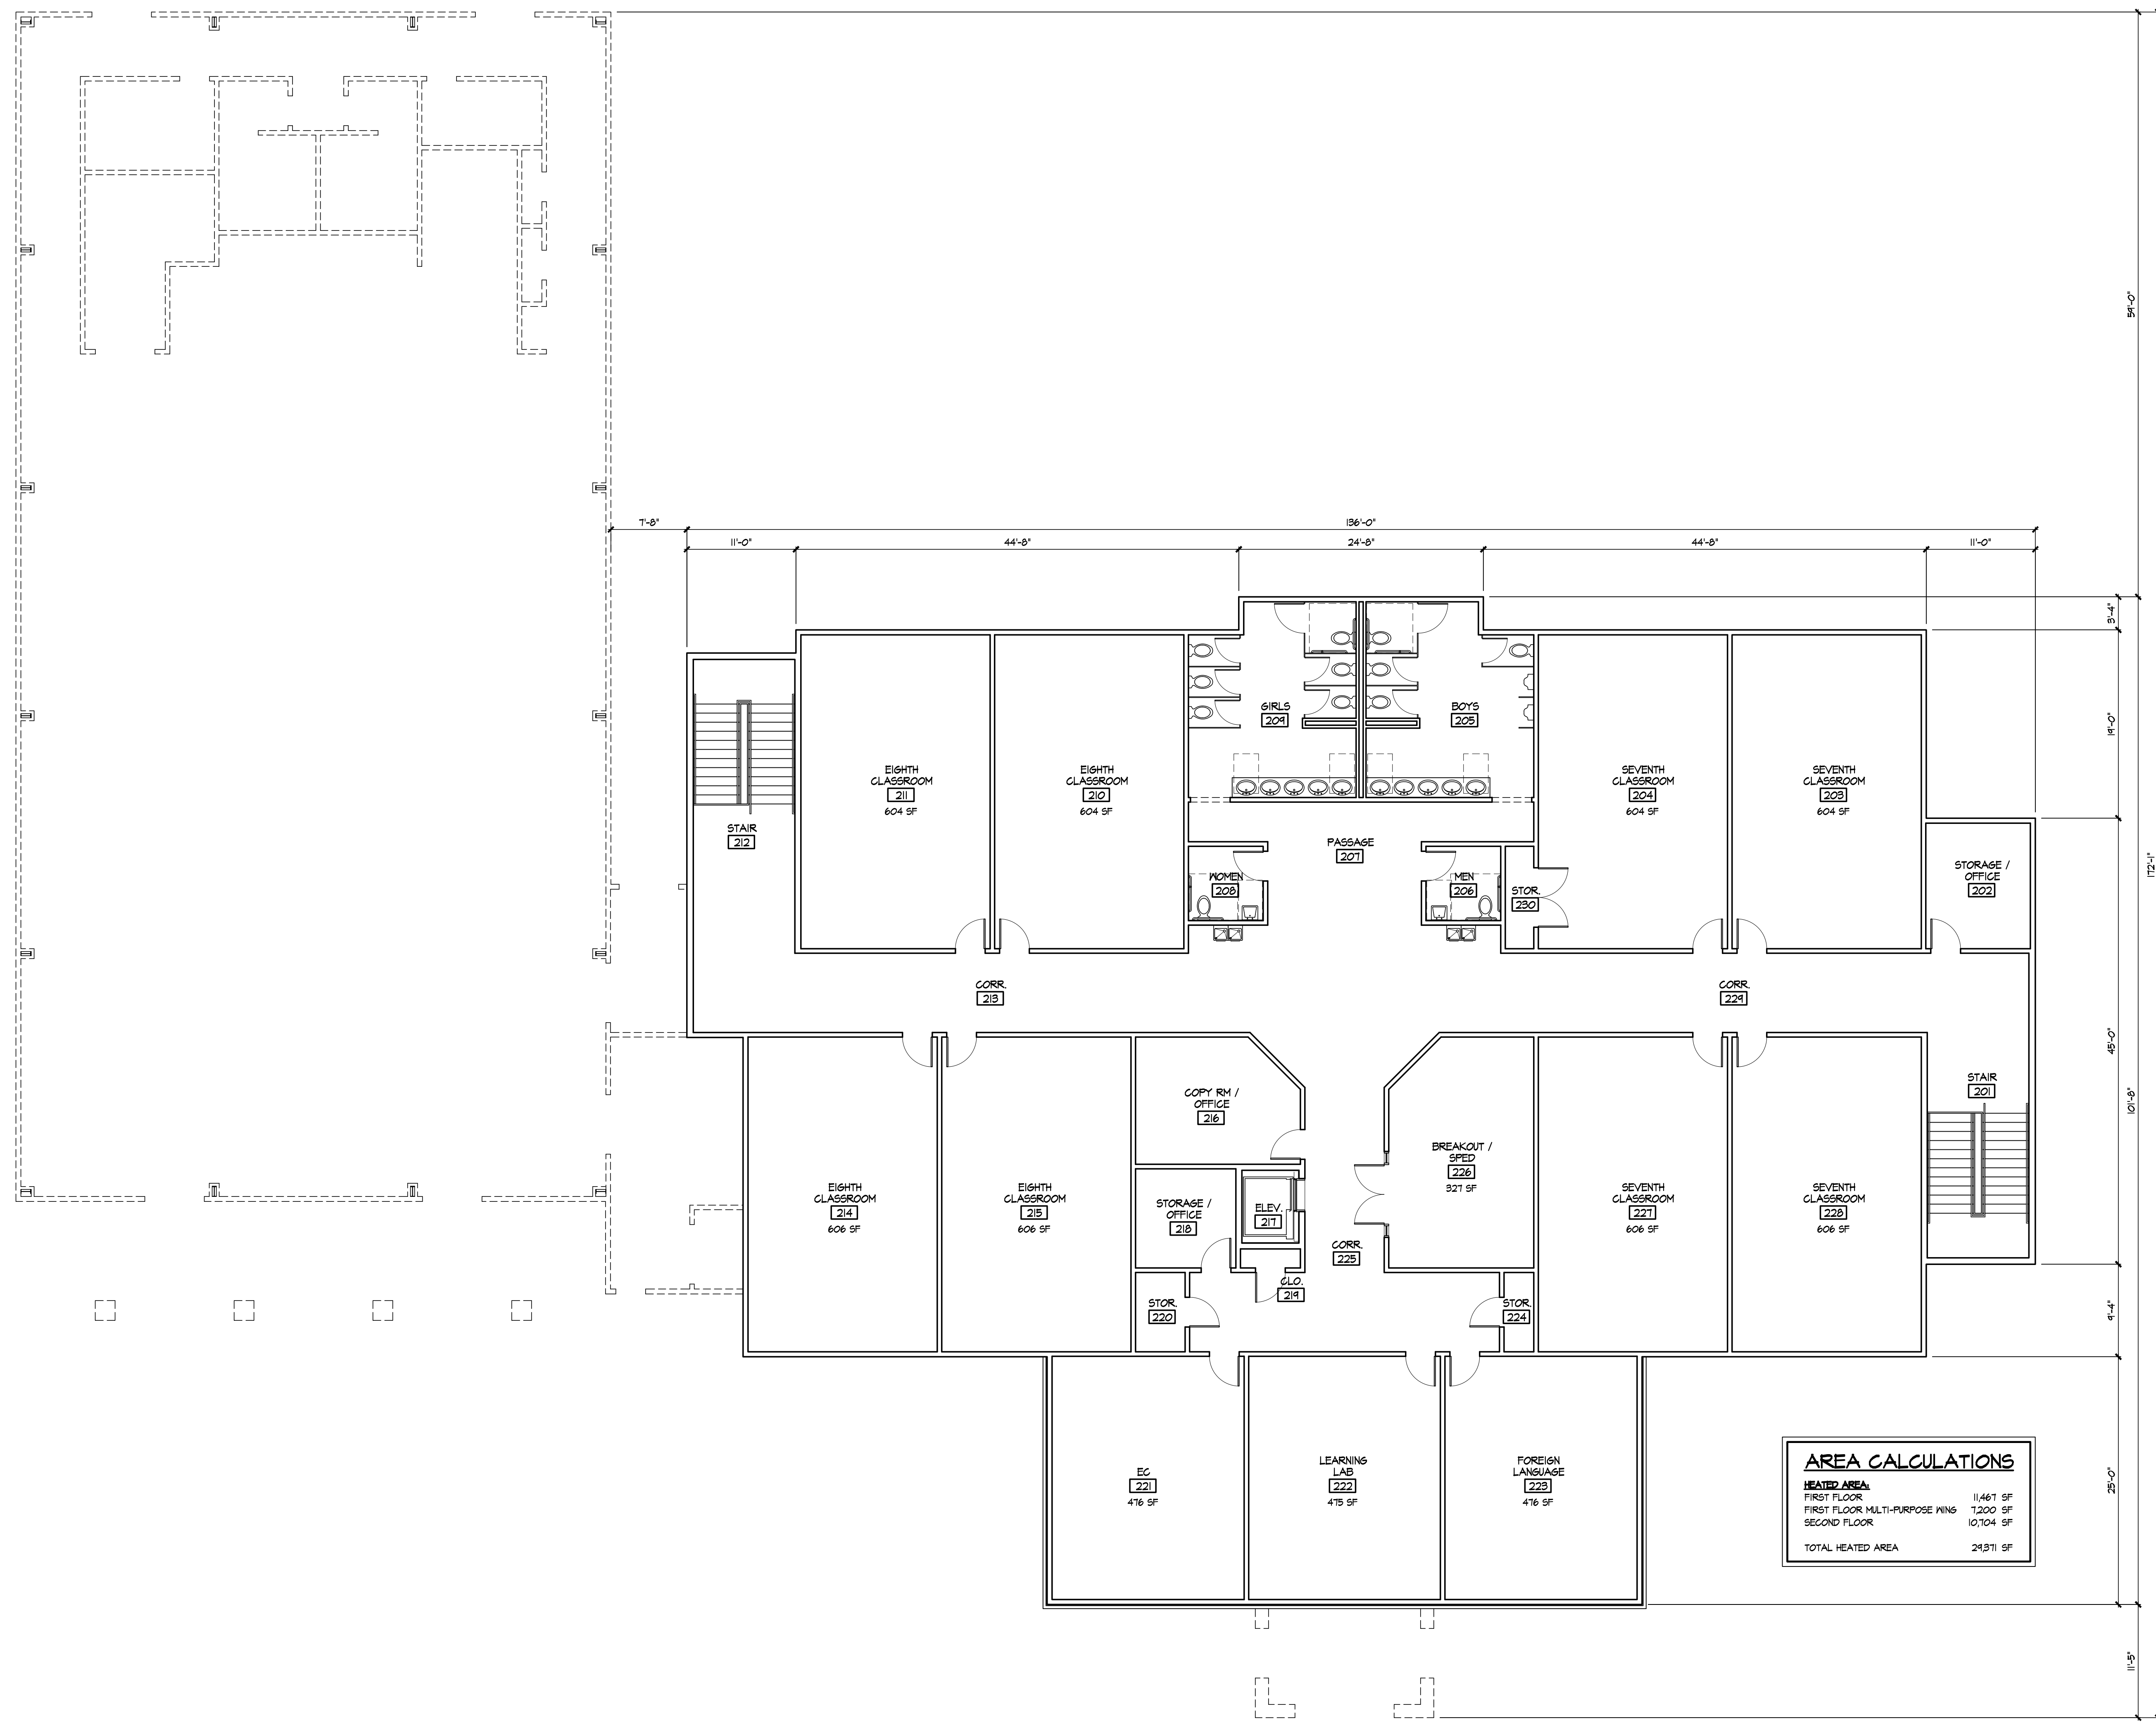 7'-8"
136'-0"
11'-0"
44'-8"
24'-8"
44'-8"
11'-0"
59'-0"
3'-4"
19'-0"
45'-0"
172'-1"
101'-8"
9'-4"
25'-0"
11'-5"
GIRLS
209
BOYS
205
EIGHTH
CLASSROOM
211
604 SF
EIGHTH
CLASSROOM
210
604 SF
SEVENTH
CLASSROOM
204
604 SF
SEVENTH
CLASSROOM
203
604 SF
STAIR
212
PASSAGE
207
WOMEN
208
MEN
206
STOR.
230
STORAGE /
OFFICE
202
CORR.
213
CORR.
229
STAIR
201
COPY RM /
OFFICE
216
BREAKOUT /
SPED
226
327 SF
EIGHTH
CLASSROOM
214
606 SF
EIGHTH
CLASSROOM
215
606 SF
STORAGE /
OFFICE
218
ELEV.
217
SEVENTH
CLASSROOM
227
606 SF
SEVENTH
CLASSROOM
228
606 SF
CORR.
225
CLO.
219
STOR.
220
STOR.
224
EC
221
476 SF
LEARNING
LAB
222
475 SF
FOREIGN
LANGUAGE
223
476 SF
AREA CALCULATIONS
HEATED AREA:
FIRST FLOOR 11,467 SF
FIRST FLOOR MULTI-PURPOSE WING 7,200 SF
SECOND FLOOR 10,704 SF
TOTAL HEATED AREA 29,371 SF